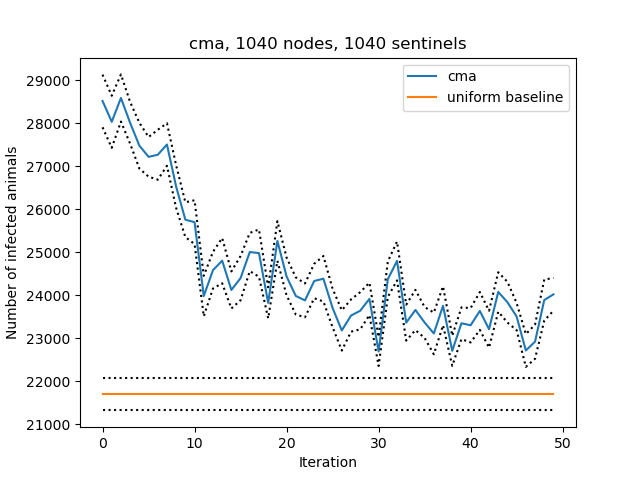 cma, 1040 nodes, 1040 sentinels
cma
uniform baseline
Number of infected animals
29000
28000
27000
26000
25000
24000
23000
22000
21000
0 10 20 30 40 50
Iteration